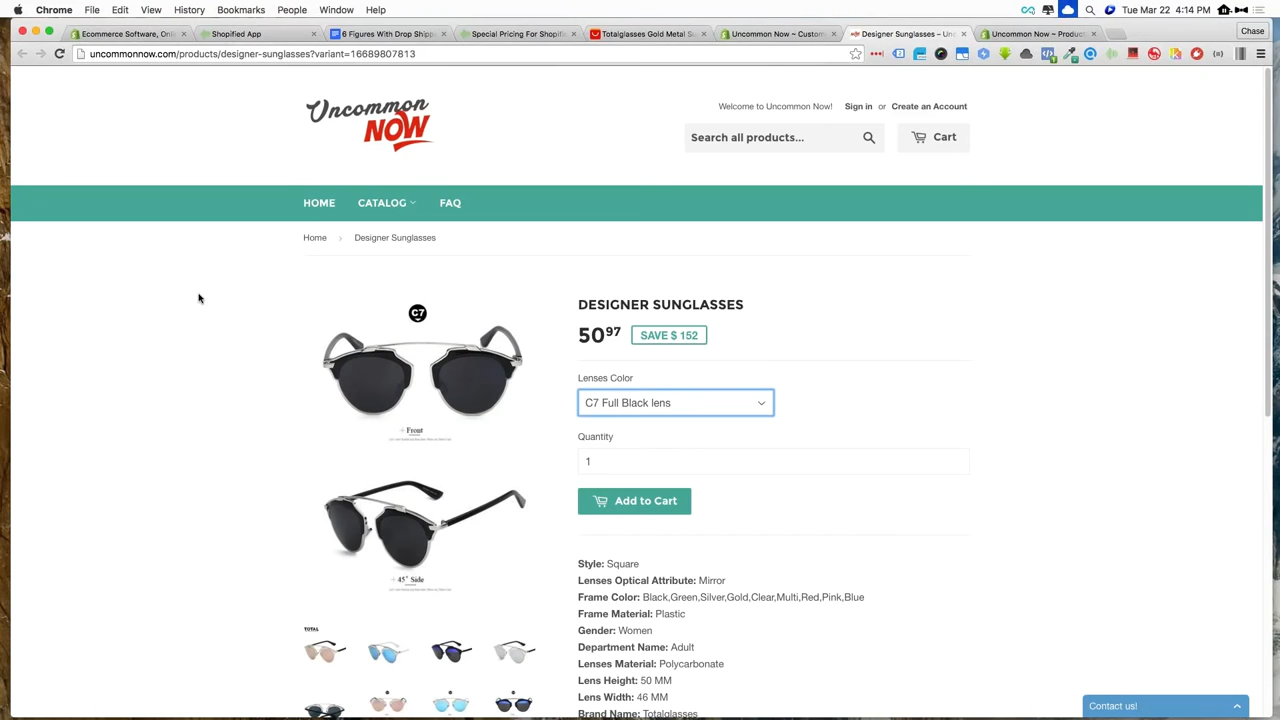 Chrome File Edit View History Bookmarks People Window Help Tue Mar 22 4:14 PM
Ecommerce Software, Onli Shopified App 6 Figures With Drop Shippi Special Pricing For Shopifie Totalglasses Gold Metal Su Uncommon Now ~ Custom Designer Sunglasses – Un Uncommon Now ~ Produc Chase
uncommonnow.com/products/designer-sunglasses?variant=16689807813
Uncommon
NOW
Welcome to Uncommon Now! Sign in or Create an Account
Search all products... Cart
HOME CATALOG FAQ
Home › Designer Sunglasses
C7
DESIGNER SUNGLASSES
50 97 SAVE $ 152
Lenses Color
C7 Full Black lens
Front
Quantity
1
Add to Cart
45° Side
Style: Square
Lenses Optical Attribute: Mirror
Frame Color: Black,Green,Silver,Gold,Clear,Multi,Red,Pink,Blue
Frame Material: Plastic
Gender: Women
TOTAL
Department Name: Adult
Lenses Material: Polycarbonate
Lens Height: 50 MM
Lens Width: 46 MM
Brand Name: Totalglasses
Contact us!